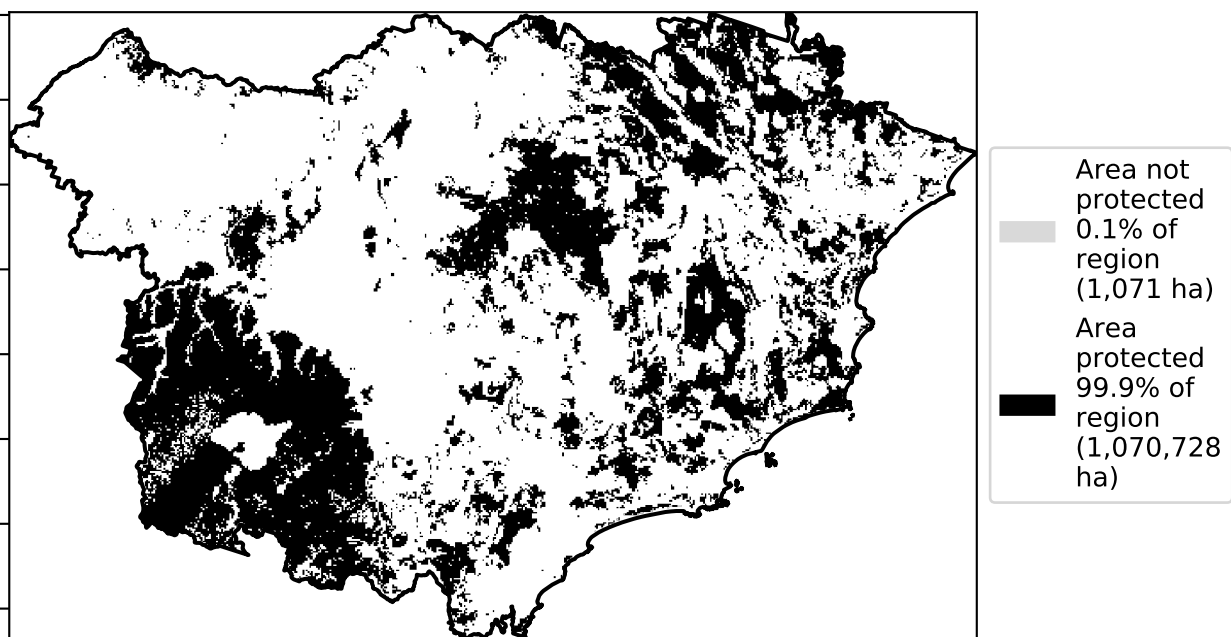 Area not
protected
0.1% of
region
(1,071 ha)
Area
protected
99.9% of
region
(1,070,728
ha)